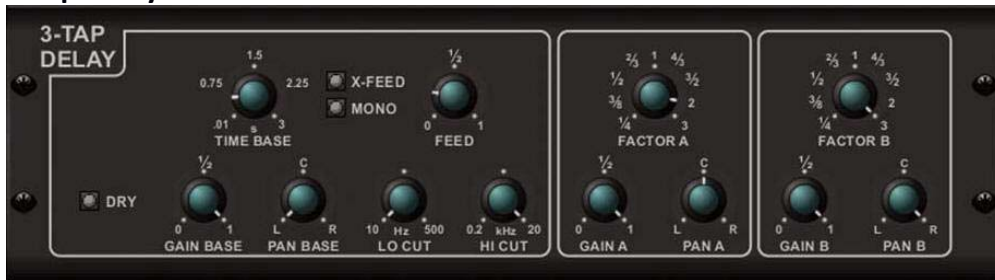 3-TAP
DELAY
1.5
0.75
2.25
.01
s
3
TIME BASE
X-FEED
MONO
½
0
1
FEED
DRY
½
0
1
GAIN BASE
C
L
R
PAN BASE
10
Hz
500
LO CUT
0.2
kHz
20
HI CUT
⅔
1
4/3
½
3/2
⅜
2
¼
3
FACTOR A
½
0
1
GAIN A
C
L
R
PAN A
⅔
1
4/3
½
3/2
⅜
2
¼
3
FACTOR B
½
0
1
GAIN B
C
L
R
PAN B